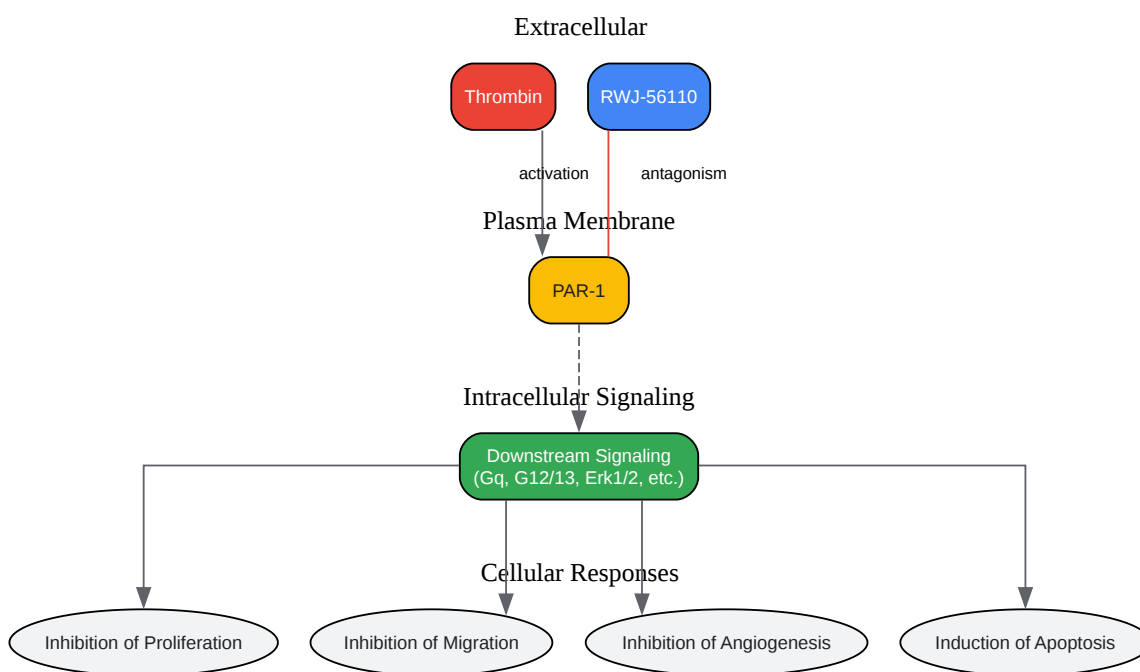 Extracellular
Thrombin
RWJ-56110
activation
antagonism
Plasma Membrane
PAR-1
Intracellular Signaling
Downstream Signaling
(Gq, G12/13, Erk1/2, etc.)
Cellular Responses
Inhibition of Proliferation
Inhibition of Migration
Inhibition of Angiogenesis
Induction of Apoptosis